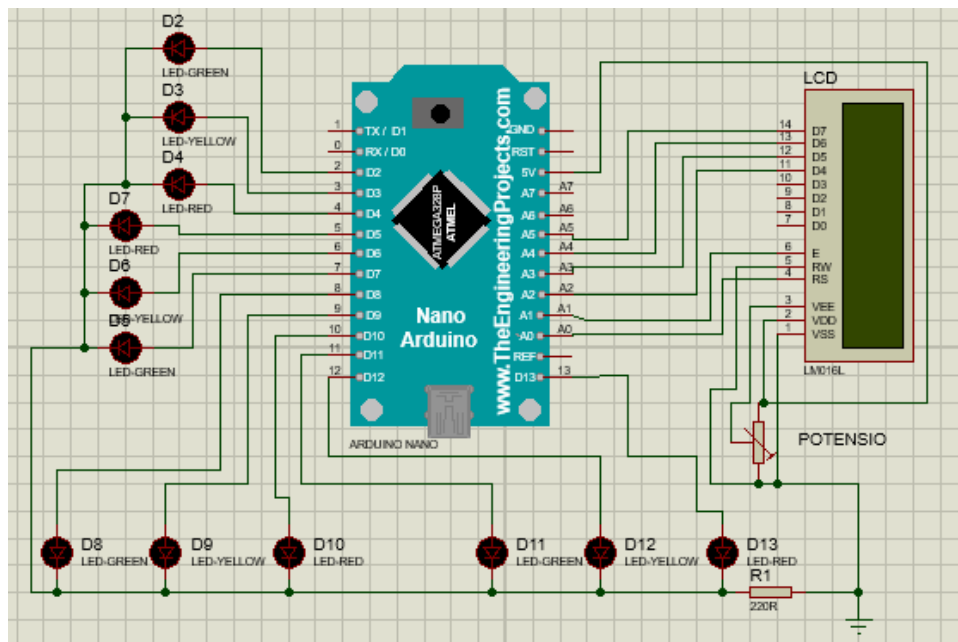 D2
LED-GREEN
D3
LED-YELLOW
D4
LED-RED
D7
LED-RED
D6
LED-YELLOW
D5
LED-GREEN
1 TX / D1
0 RX / D0
2 D2
3 D3
4 D4
5 D5
6 D6
7 D7
8 D8
9 D9
10 D10
11 D11
12 D12
ATMEGA328P
ATMEL
Nano
Arduino
www.TheEngineeringProjects.com
GND
RST
5V
A7 A7
A6 A6
A5 A5
A4 A4
A3 A3
A2 A2
A1 A1
A0 A0
REF
D13 13
ARDUINO NANO
LCD
14 D7
13 D6
12 D5
11 D4
10 D3
9 D2
8 D1
7 D0
6 E
5 RW
4 RS
3 VEE
2 VDD
1 VSS
LM016L
POTENSIO
D8
LED-GREEN
D9
LED-YELLOW
D10
LED-RED
D11
LED-GREEN
D12
LED-YELLOW
D13
LED-RED
R1
220R